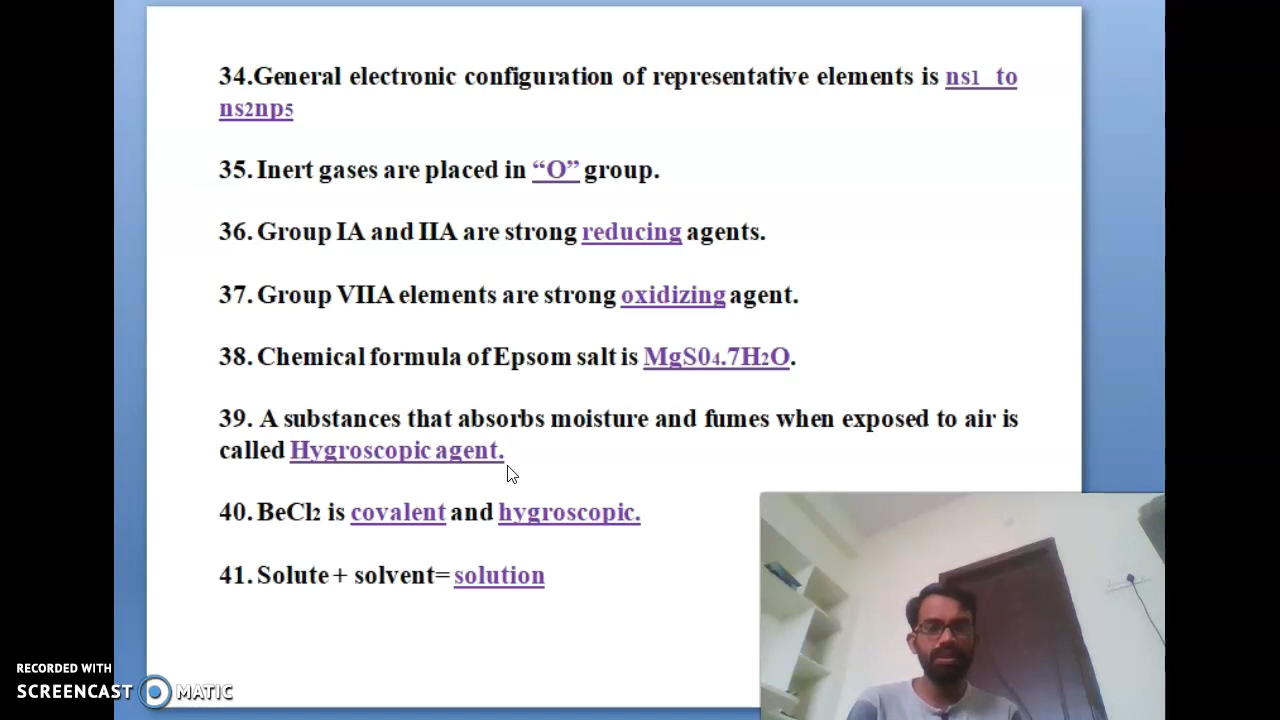 34.General electronic configuration of representative elements is ns1 to
ns2np5
35. Inert gases are placed in “O” group.
36. Group IA and IIA are strong reducing agents.
37. Group VIIA elements are strong oxidizing agent.
38. Chemical formula of Epsom salt is MgS04.7H2O.
39. A substances that absorbs moisture and fumes when exposed to air is
called Hygroscopic agent.
40. BeCl2 is covalent and hygroscopic.
41. Solute + solvent= solution
RECORDED WITH
SCREENCAST MATIC